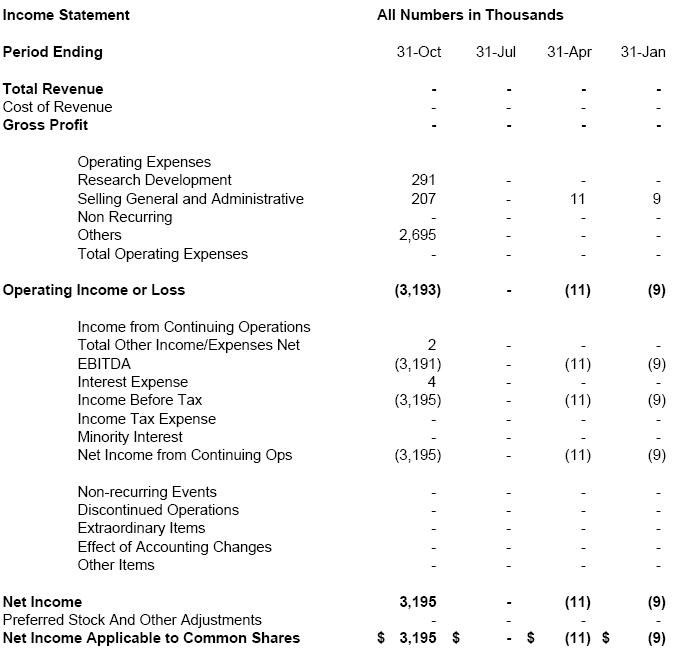 Income Statement All Numbers in Thousands
Period Ending 31-Oct 31-Jul 31-Apr 31-Jan
Total Revenue - - - -
Cost of Revenue - - - -
Gross Profit - - - -
Operating Expenses
Research Development 291 - - -
Selling General and Administrative 207 - 11 9
Non Recurring - - - -
Others 2,695 - - -
Total Operating Expenses - - - -
Operating Income or Loss (3,193) - (11) (9)
Income from Continuing Operations
Total Other Income/Expenses Net 2 - - -
EBITDA (3,191) - (11) (9)
Interest Expense 4 - - -
Income Before Tax (3,195) - (11) (9)
Income Tax Expense - - - -
Minority Interest - - - -
Net Income from Continuing Ops (3,195) - (11) (9)
Non-recurring Events - - - -
Discontinued Operations - - - -
Extraordinary Items - - - -
Effect of Accounting Changes - - - -
Other Items - - - -
Net Income 3,195 - (11) (9)
Preferred Stock And Other Adjustments - - - -
Net Income Applicable to Common Shares $ 3,195 $ - $ (11) $ (9)